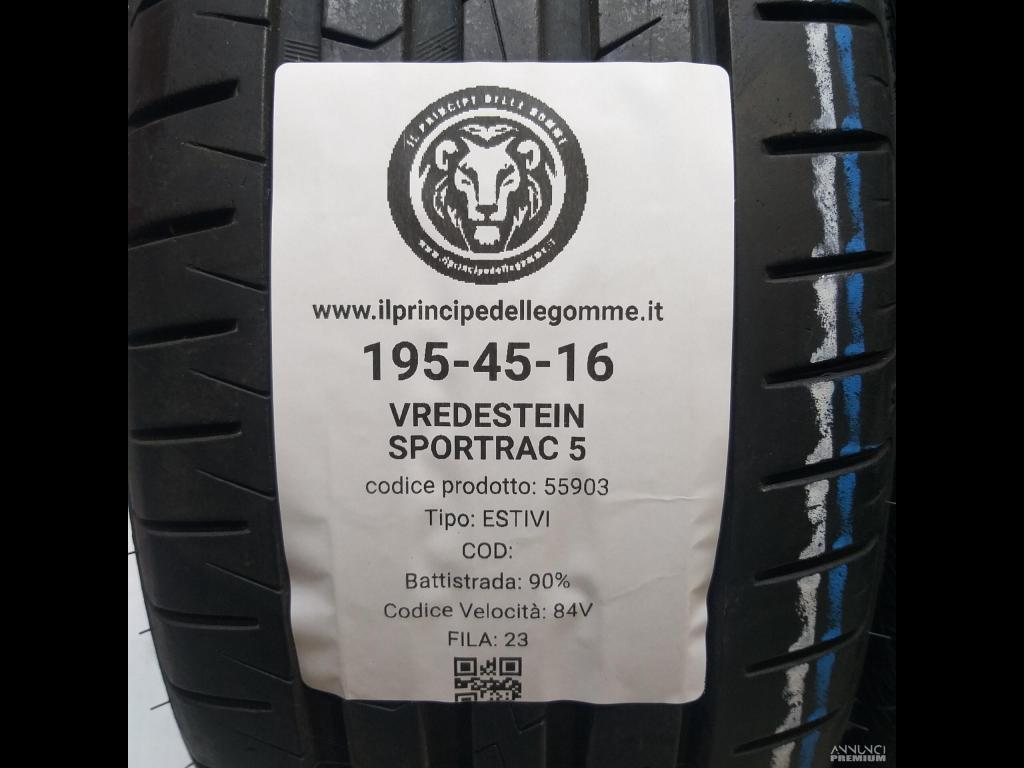 IL PRINCIPE DELLE GOMME
www.ilprincipedellegomme.it
www.ilprincipedellegomme.it
195-45-16
VREDESTEIN
SPORTRAC 5
codice prodotto: 55903
Tipo: ESTIVI
COD:
Battistrada: 90%
Codice Velocità: 84V
FILA: 23
ANNUNCI
PREMIUM